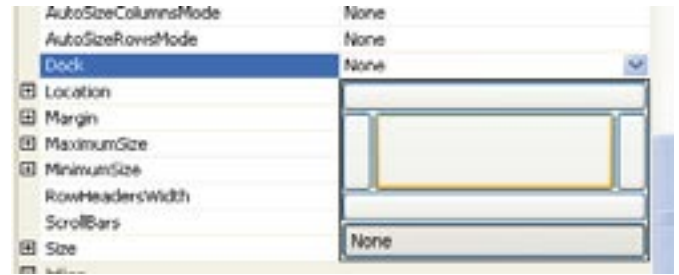 AutoSizeColumnsMode None
AutoSizeRowsMode None
Dock None
Location
Margin
MaximumSize
MinimumSize
RowHeadersWidth
ScrollBars
Size
None